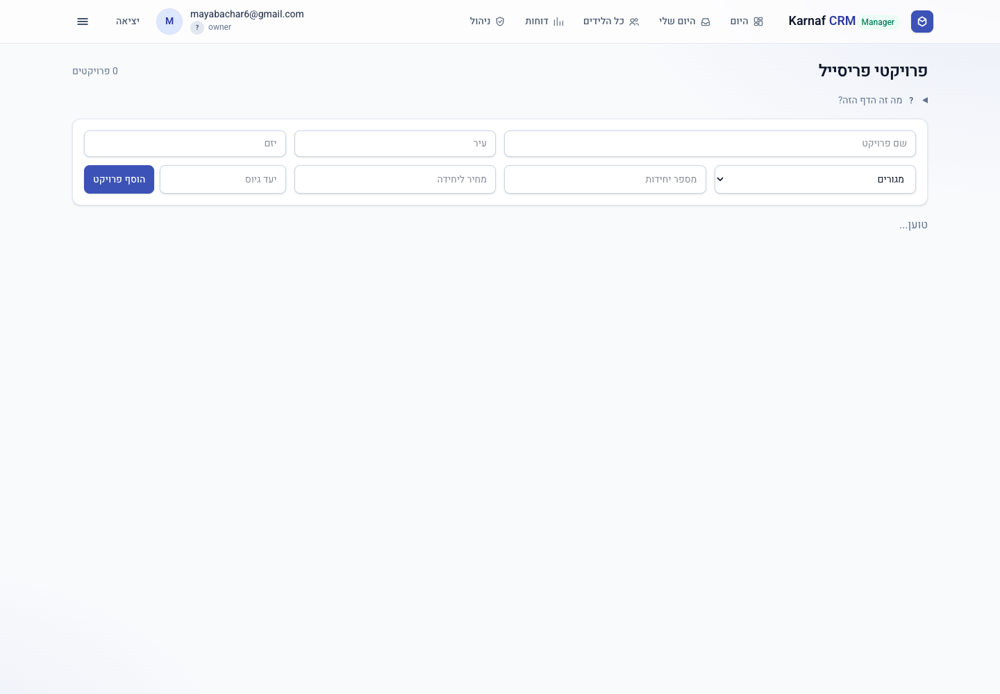 Karnaf CRM Manager
היום
היום שלי
כל הלידים
דוחות
ניהול
mayabachar6@gmail.com
? owner
M
יציאה
פרויקטי פריסייל
0 פרויקטים
? מה זה הדף הזה?
שם פרויקט
עיר
יזם
מגורים
מספר יחידות
מחיר ליחידה
יעד גיוס
הוסף פרויקט
טוען...